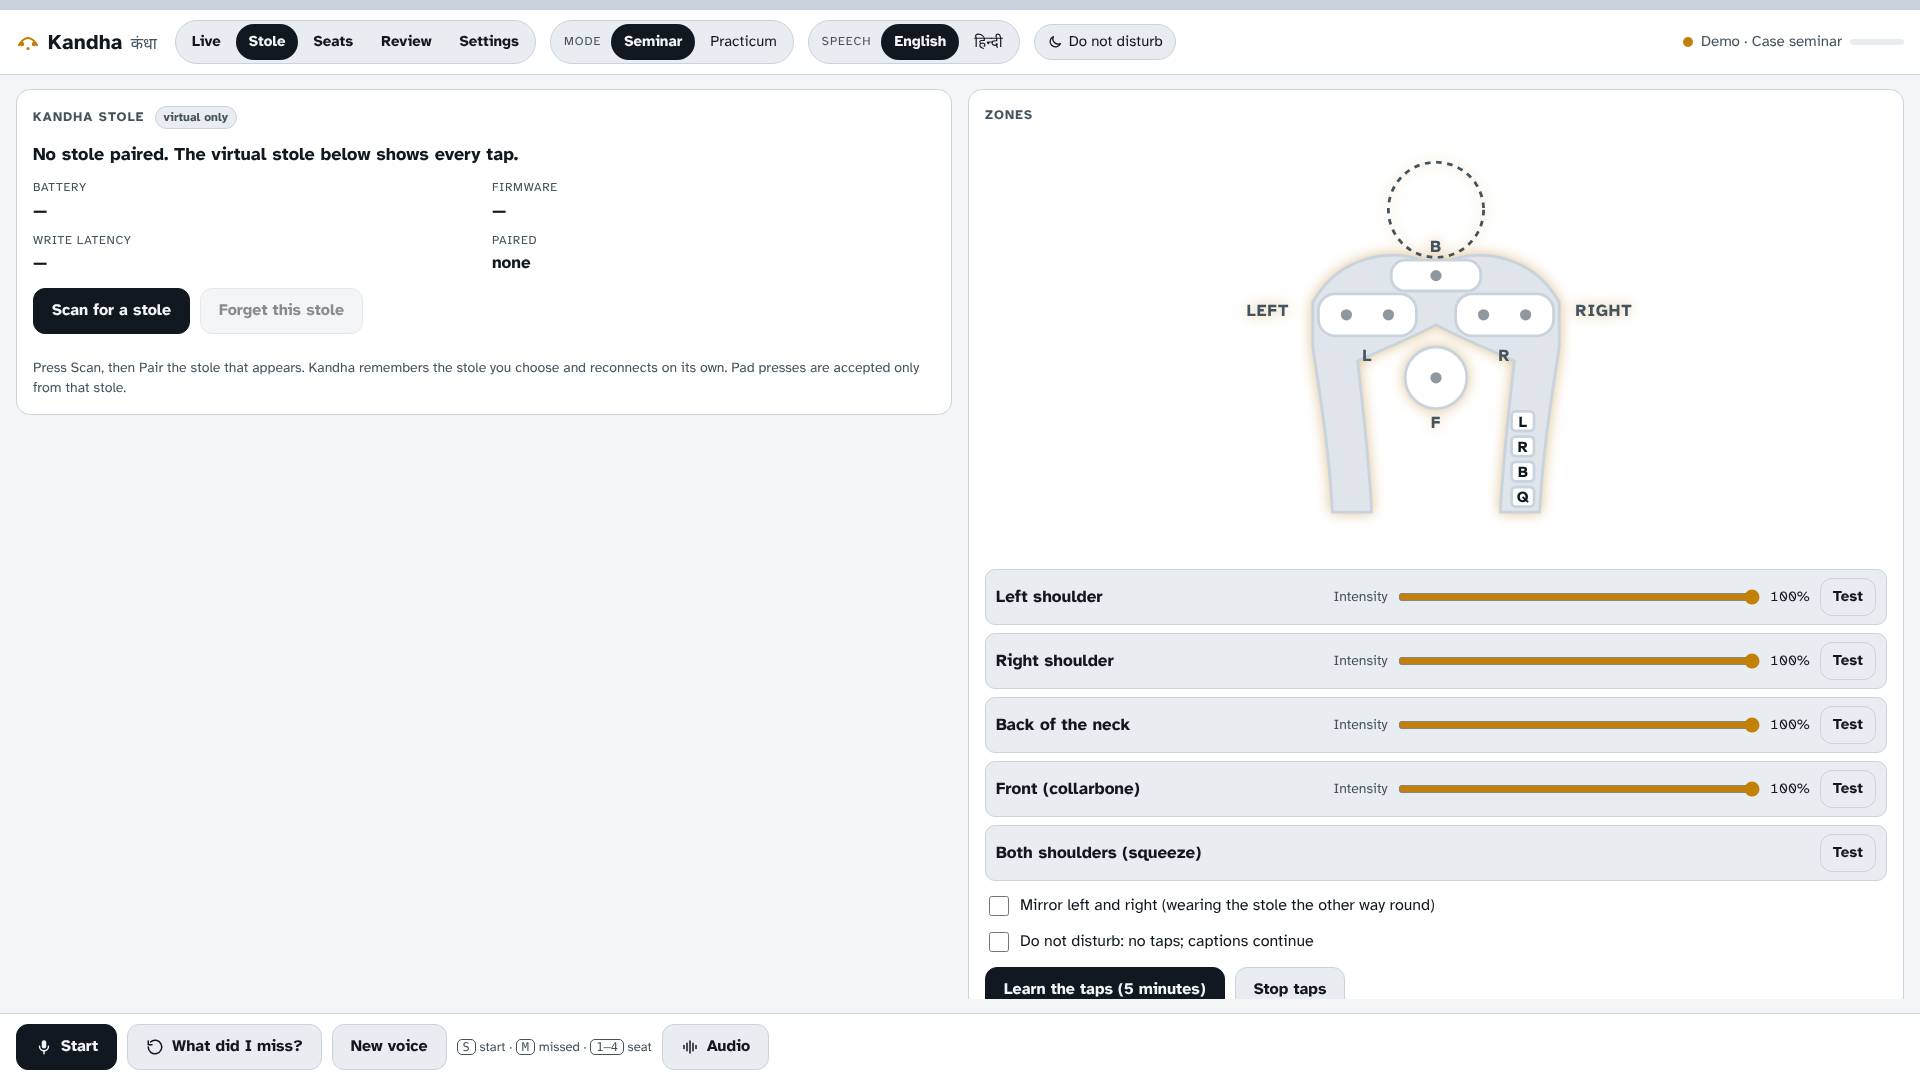 Kandha कंधा
Live Stole Seats Review Settings
MODE Seminar Practicum
SPEECH English हिन्दी
Do not disturb
Demo · Case seminar
KANDHA STOLE virtual only
No stole paired. The virtual stole below shows every tap.
BATTERY
—
FIRMWARE
—
WRITE LATENCY
—
PAIRED
none
Scan for a stole Forget this stole
Press Scan, then Pair the stole that appears. Kandha remembers the stole you choose and reconnects on its own. Pad presses are accepted only
from that stole.
ZONES
B
LEFT RIGHT
L R
F
L
R
B
Q
Left shoulder Intensity 100% Test
Right shoulder Intensity 100% Test
Back of the neck Intensity 100% Test
Front (collarbone) Intensity 100% Test
Both shoulders (squeeze) Test
Mirror left and right (wearing the stole the other way round)
Do not disturb: no taps; captions continue
Learn the taps (5 minutes) Stop taps
Start What did I miss? New voice S start · M missed · 1–4 seat Audio